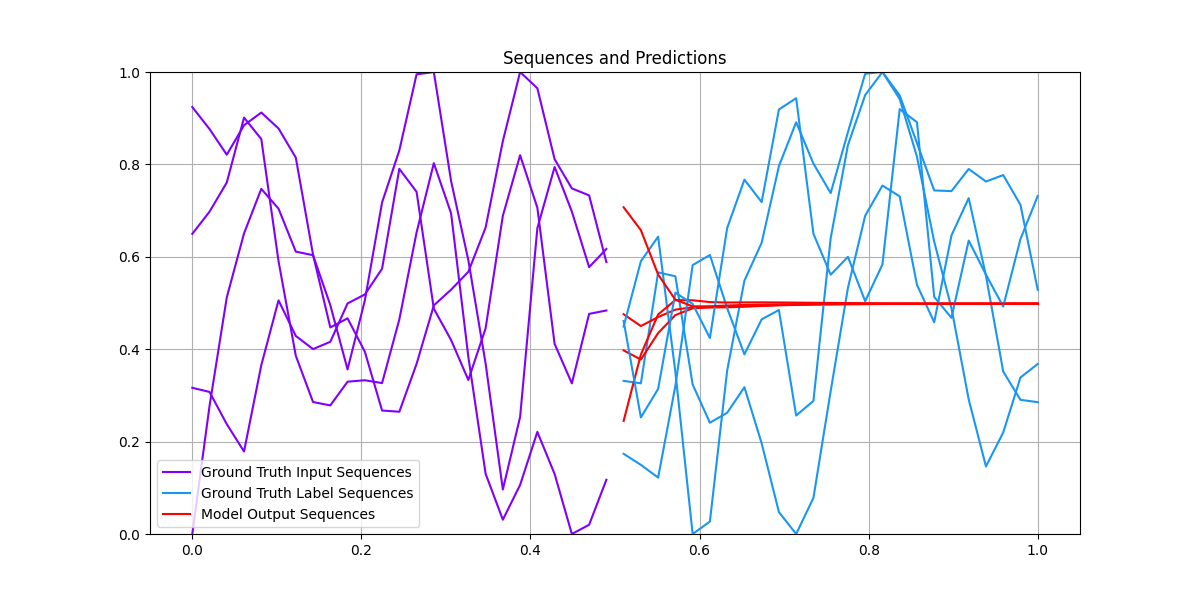 Sequences and Predictions
1.0
0.8
0.6
0.4
0.2
0.0
Ground Truth Input Sequences
Ground Truth Label Sequences
Model Output Sequences
0.0 0.2 0.4 0.6 0.8 1.0